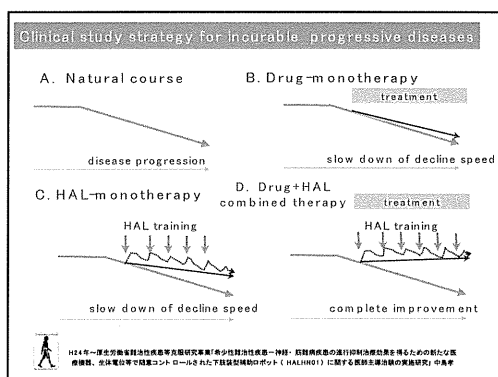 Clinical study strategy for incurable progressive diseases
A. Natural course
disease progression
B. Drug-monotherapy
treatment
slow down of decline speed
C. HAL-monotherapy
HAL training
slow down of decline speed
D. Drug+HAL
combined therapy
treatment
HAL training
complete improvement
H24年～厚生労働省難治性疾患等克服研究事業「希少性難治性疾患－神経・筋難病疾患の進行抑制治療効果を得るための新たな医
療機器、生体電位等で随意コントロールされた下肢装着型補助ロボット（HALHN01）に関する医師主導治験の実施研究」中島孝